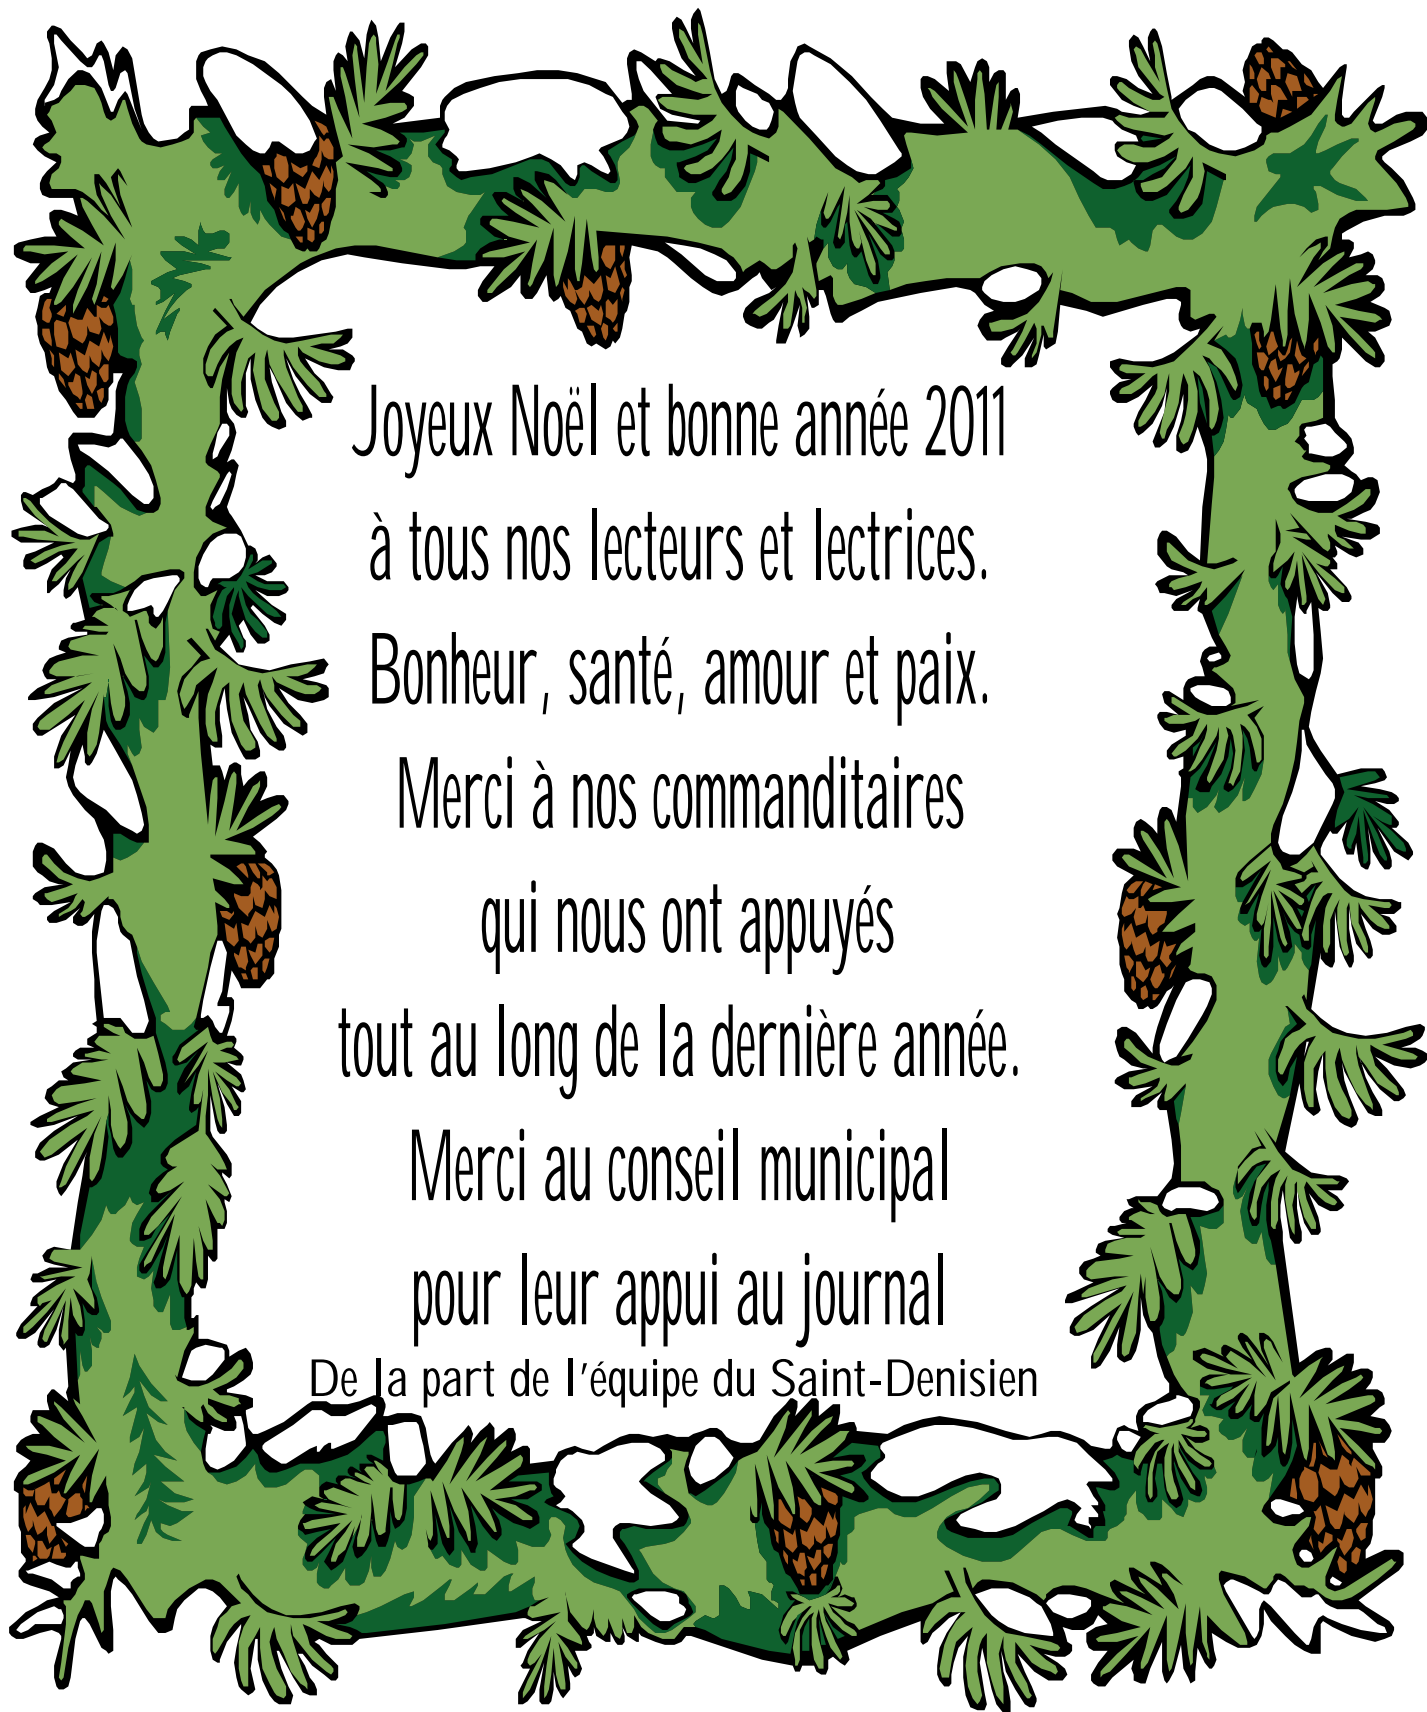 Joyeux Noël et bonne année 2011
à tous nos lecteurs et lectrices.
Bonheur, santé, amour et paix.
Merci à nos commanditaires
qui nous ont appuyés
tout au long de la dernière année.
Merci au conseil municipal
pour leur appui au journal
De la part de l'équipe du Saint-Denisien